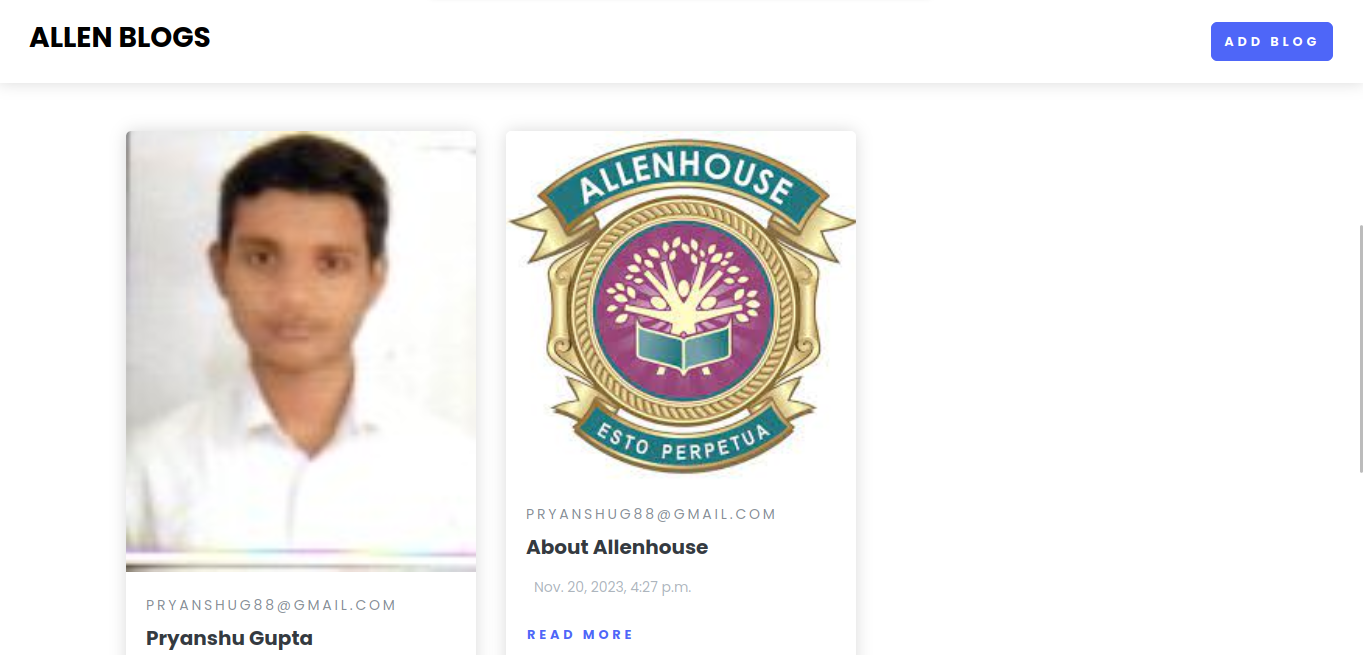 ALLEN BLOGS
ADD BLOG
ALLENHOUSE
ESTO PERPETUA
PRYANSHUG88@GMAIL.COM
Pryanshu Gupta
PRYANSHUG88@GMAIL.COM
About Allenhouse
Nov. 20, 2023, 4:27 p.m.
READ MORE